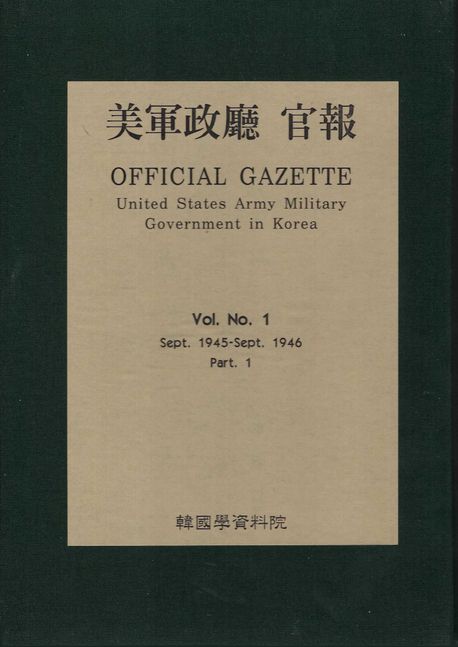 美軍政廳 官報
OFFICIAL GAZETTE
United States Army Military
Government in Korea
Vol. No. 1
Sept. 1945-Sept. 1946
Part. 1
韓國學資料院